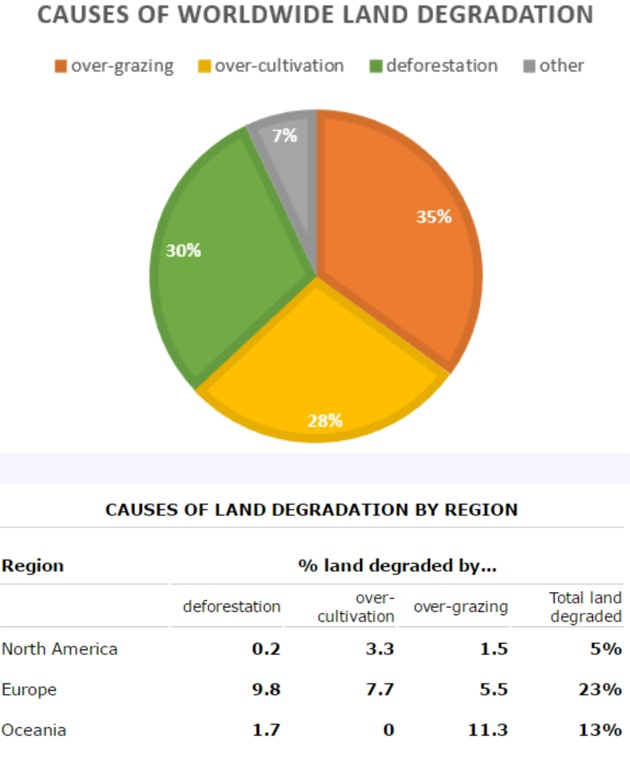 CAUSES OF WORLDWIDE LAND DEGRADATION
over-grazing over-cultivation deforestation other
7%
35%
30%
28%
CAUSES OF LAND DEGRADATION BY REGION
Region % land degraded by...
deforestation over-cultivation over-grazing Total land degraded
North America 0.2 3.3 1.5 5%
Europe 9.8 7.7 5.5 23%
Oceania 1.7 0 11.3 13%